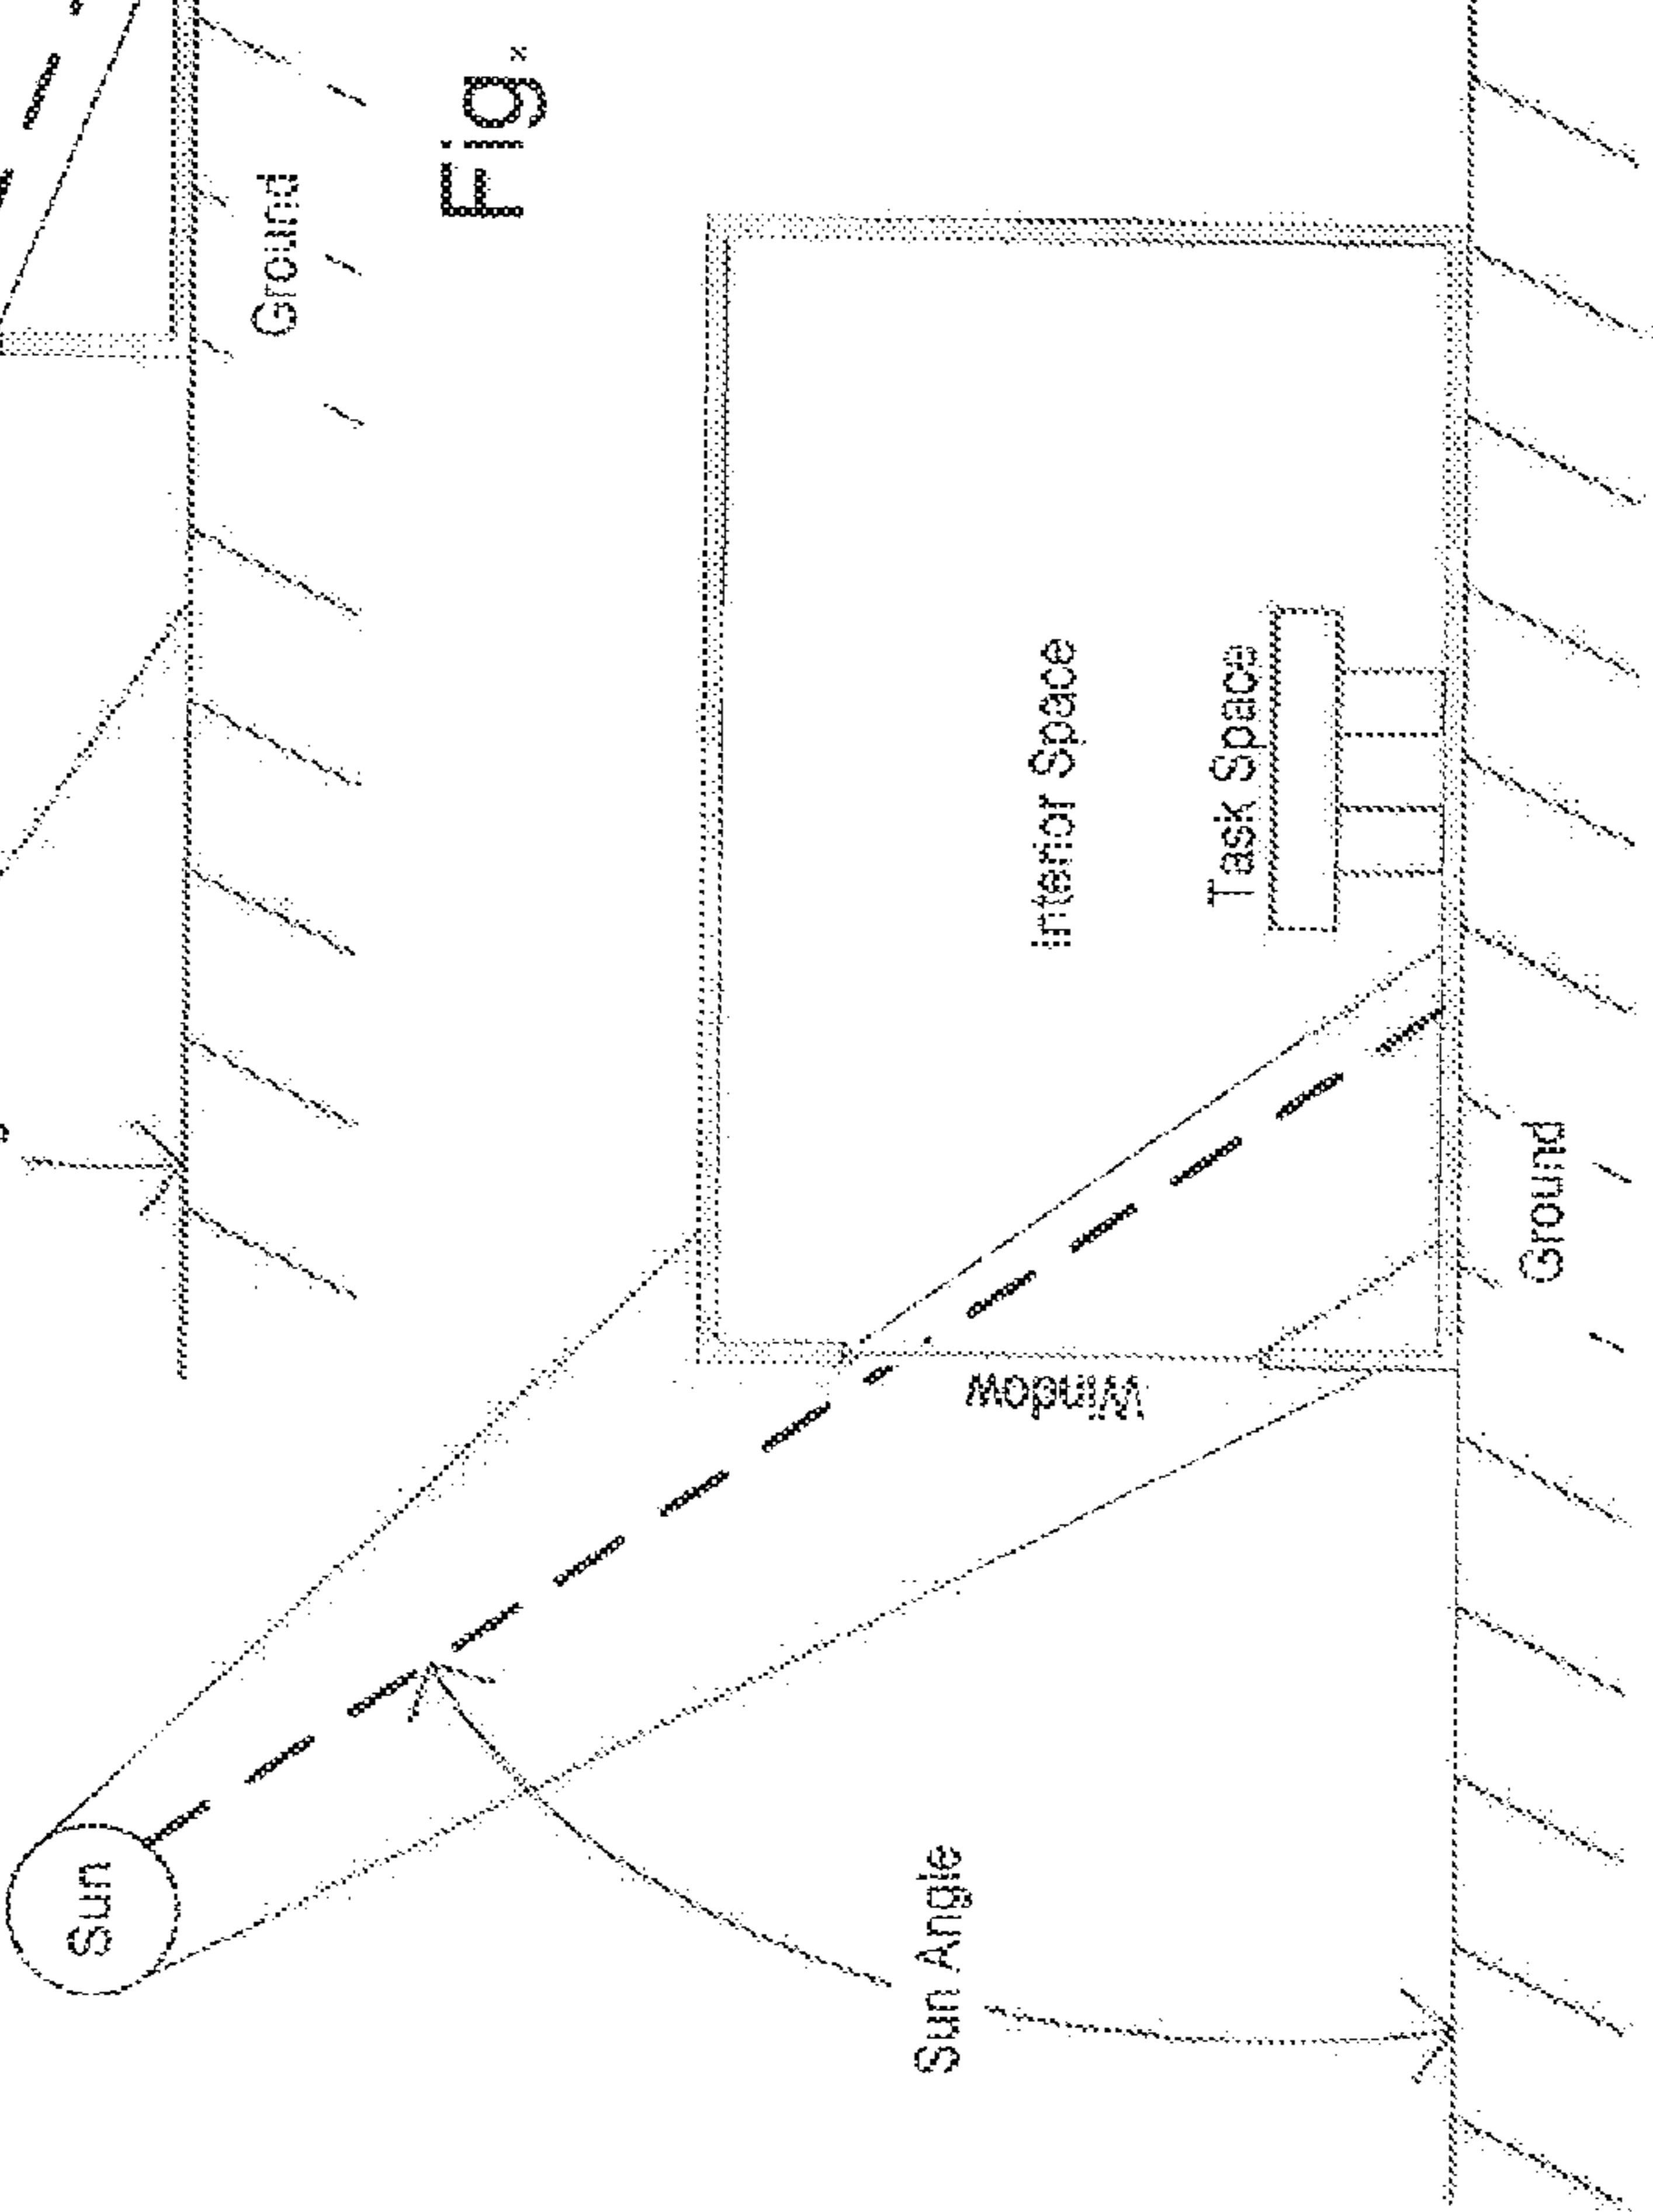 Ground
Fig.
Sun
Sun Angle
Window
Interior Space
Task Space
Ground